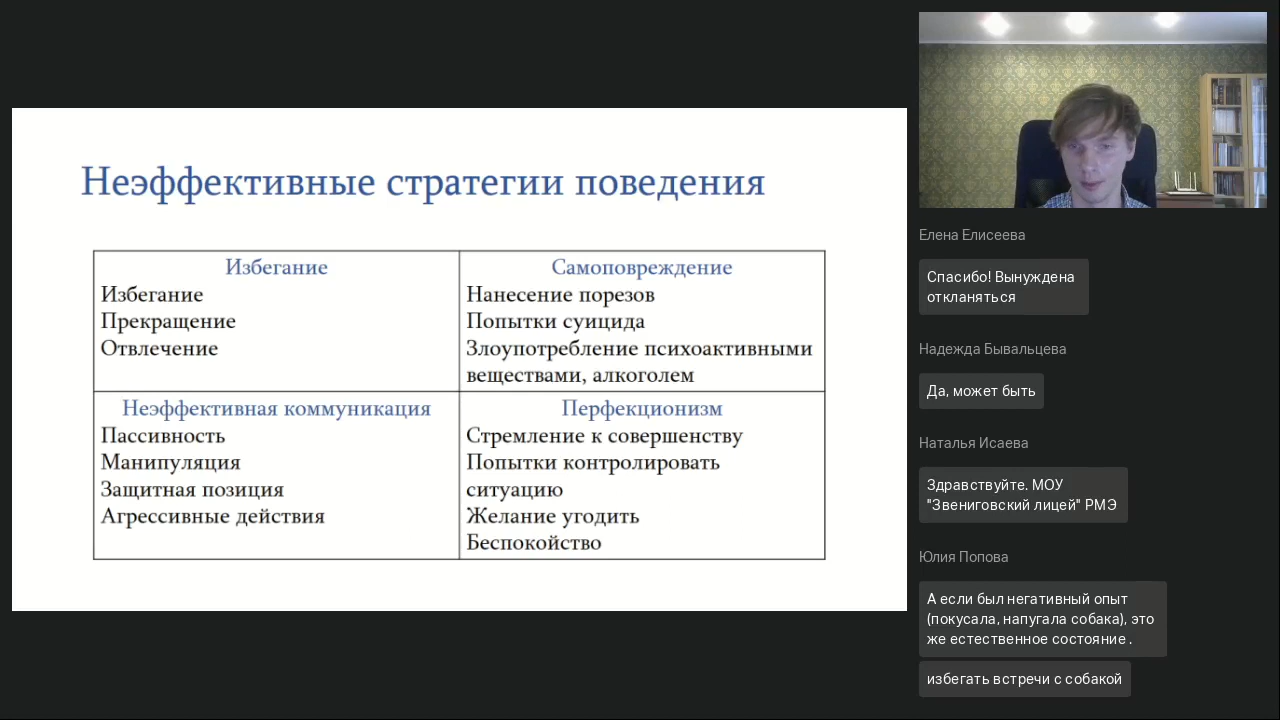 Неэффективные стратегии поведения
Избегание
Избегание
Прекращение
Отвлечение
Самоповреждение
Нанесение порезов
Попытки суицида
Злоупотребление психоактивными
веществами, алкоголем
Неэффективная коммуникация
Пассивность
Манипуляция
Защитная позиция
Агрессивные действия
Перфекционизм
Стремление к совершенству
Попытки контролировать
ситуацию
Желание угодить
Беспокойство
Елена Елисеева
Спасибо! Вынуждена
откланяться
Надежда Бывальцева
Да, может быть
Наталья Исаева
Здравствуйте. МОУ
"Звениговский лицей" РМЭ
Юлия Попова
А если был негативный опыт
(покусала, напугала собака), это
же естественное состояние .
избегать встречи с собакой